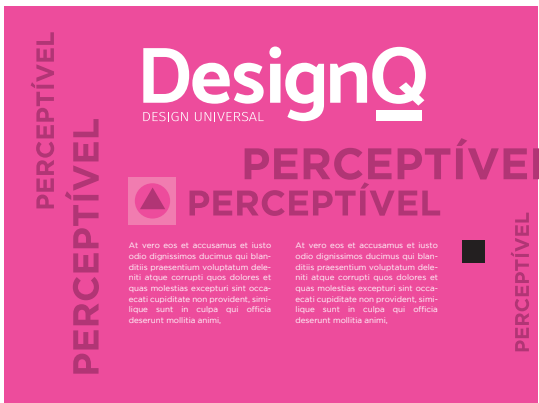 PERCEPTÍVEL
PERCEPTÍVEL
DesignQ
DESIGN UNIVERSAL
PERCEPTÍVEL
PERCEPTÍVEL
At vero eos et accusamus et iusto
odio dignissimos ducimus qui blan-
ditiis praesentium voluptatum dele-
niti atque corrupti quos dolores et
quas molestias excepturi sint occa-
ecati cupiditate non provident, simi-
lique sunt in culpa qui officia
deserunt mollitia animi,
At vero eos et accusamus et iusto
odio dignissimos ducimus qui blan-
ditiis praesentium voluptatum dele-
niti atque corrupti quos dolores et
quas molestias excepturi sint occa-
ecati cupiditate non provident, simi-
lique sunt in culpa qui officia
deserunt mollitia animi,
PERCEPTÍVEL